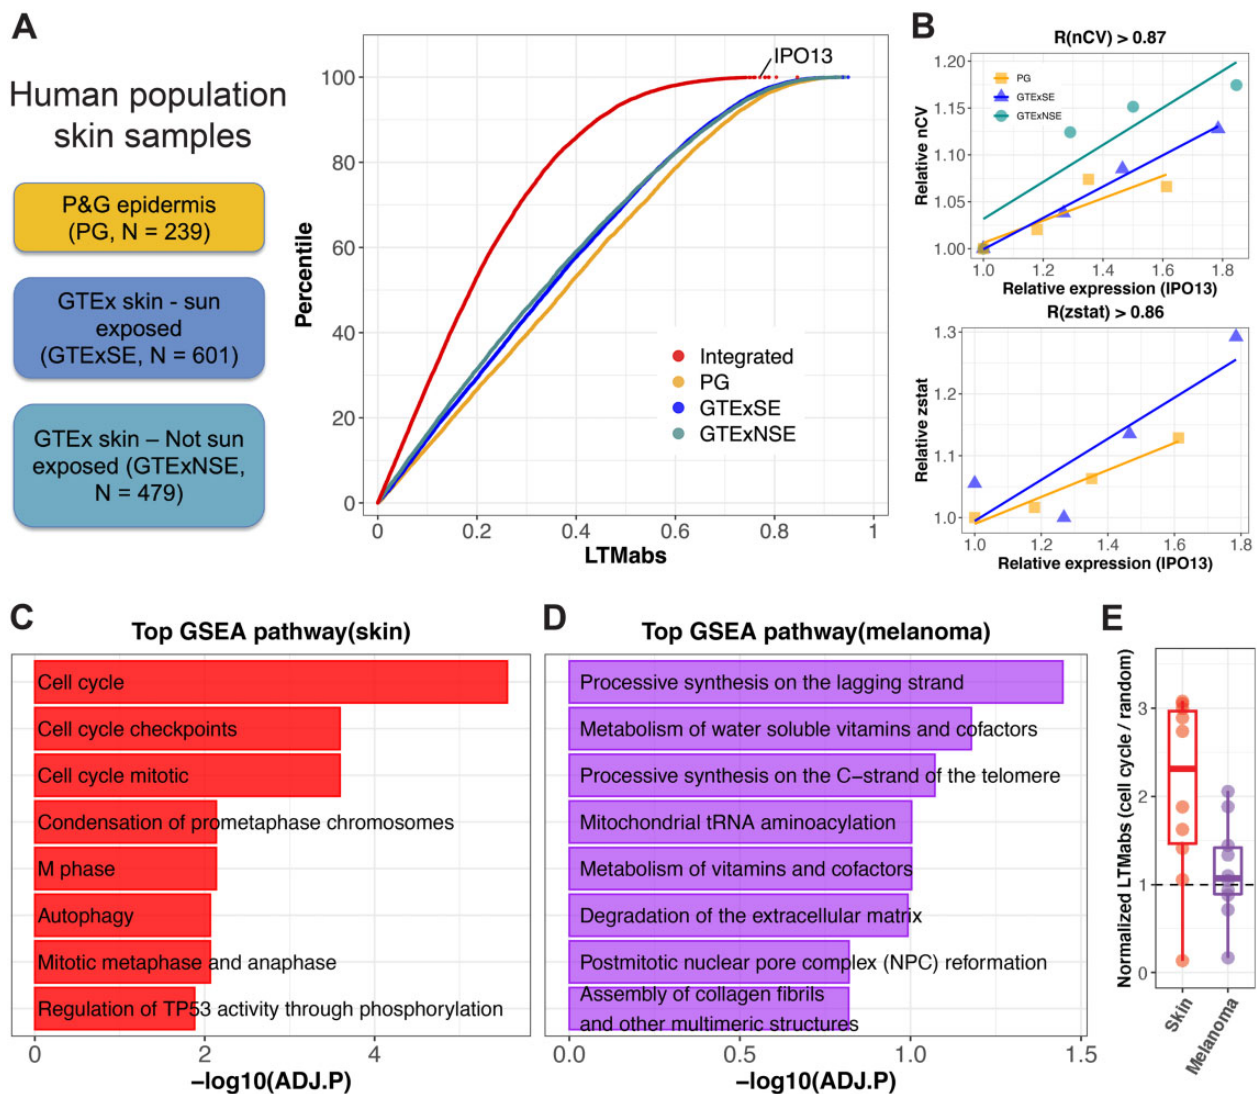 A
Human population
skin samples
P&G epidermis
(PG, N = 239)
GTEx skin - sun
exposed
(GTExSE, N = 601)
GTEx skin – Not sun
exposed (GTExNSE,
N = 479)
IPO13
100
80
60
40
20
0
Percentile
0
0.2
0.4
0.6
0.8
1
LTMabs
Integrated
PG
GTExSE
GTExNSE
B
R(nCV) > 0.87
1.20
1.15
1.10
1.05
1.00
Relative nCV
PG
GTExSE
GTExNSE
1.0
1.2
1.4
1.6
1.8
Relative expression (IPO13)
R(zstat) > 0.86
1.3
1.2
1.1
1.0
Relative zstat
1.0
1.2
1.4
1.6
1.8
Relative expression (IPO13)
C
Top GSEA pathway(skin)
Cell cycle
Cell cycle checkpoints
Cell cycle mitotic
Condensation of prometaphase chromosomes
M phase
Autophagy
Mitotic metaphase and anaphase
Regulation of TP53 activity through phosphorylation
0
2
4
−log10(ADJ.P)
D
Top GSEA pathway(melanoma)
Processive synthesis on the lagging strand
Metabolism of water soluble vitamins and cofactors
Processive synthesis on the C−strand of the telomere
Mitochondrial tRNA aminoacylation
Metabolism of vitamins and cofactors
Degradation of the extracellular matrix
Postmitotic nuclear pore complex (NPC) reformation
Assembly of collagen fibrils
and other multimeric structures
0.0
0.5
1.0
1.5
−log10(ADJ.P)
E
Normalized LTMabs (cell cycle / random)
3
2
1
0
Skin
Melanoma